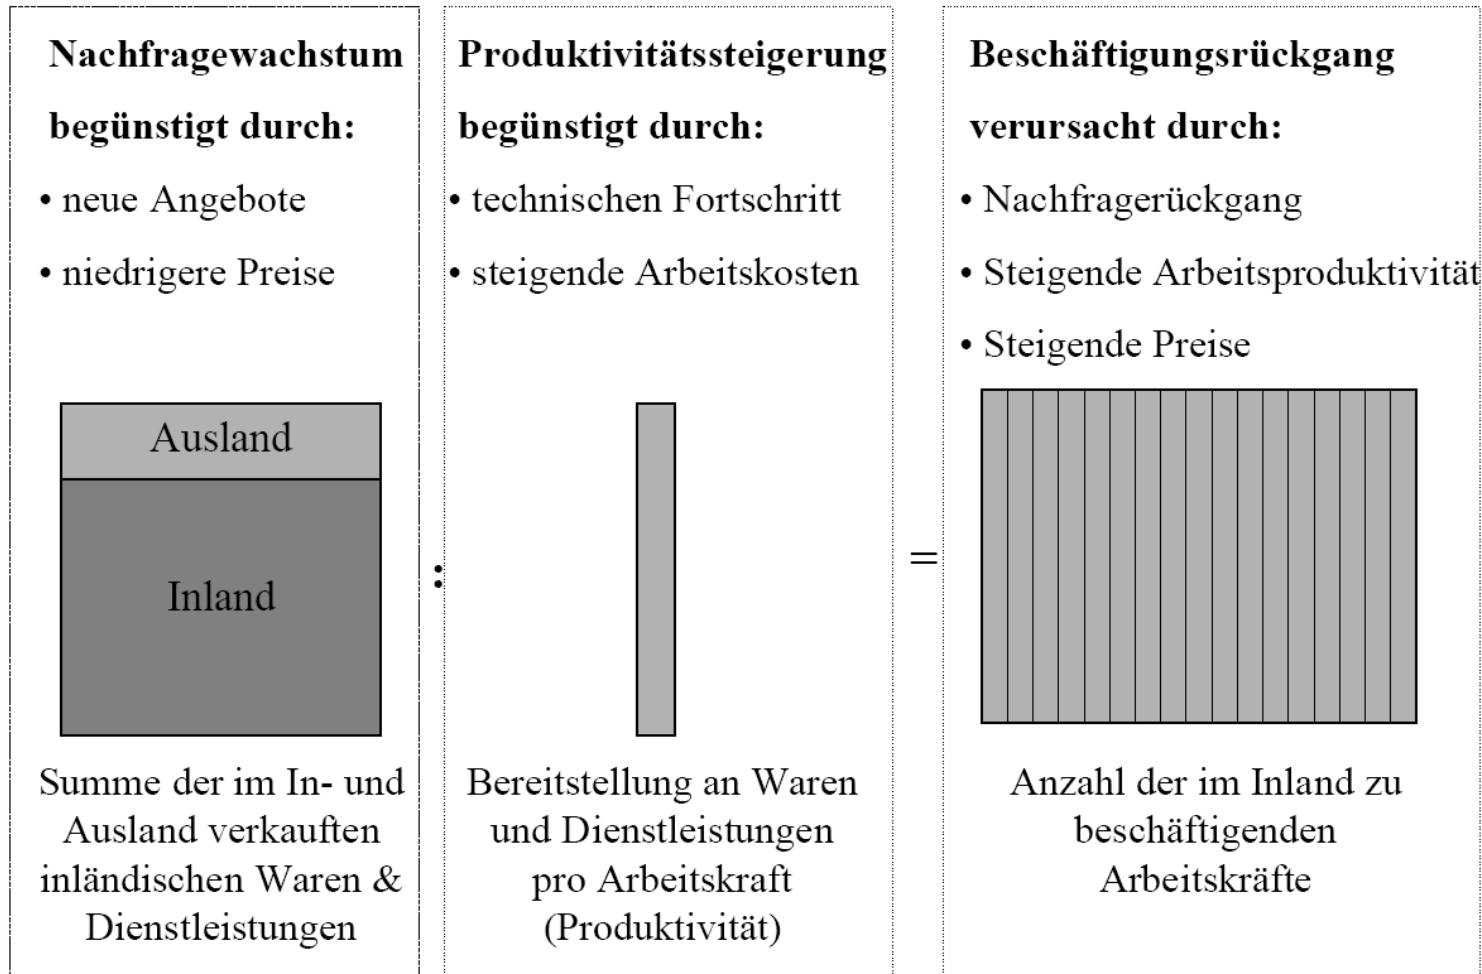 Nachfragewachstum
begünstigt durch:
• neue Angebote
• niedrigere Preise
Ausland
Inland
Summe der im In- und
Ausland verkauften
inländischen Waren &
Dienstleistungen
:
Produktivitätssteigerung
begünstigt durch:
• technischen Fortschritt
• steigende Arbeitskosten
Bereitstellung an Waren
und Dienstleistungen
pro Arbeitskraft
(Produktivität)
=
Beschäftigungsrückgang
verursacht durch:
• Nachfragerückgang
• Steigende Arbeitsproduktivität
• Steigende Preise
Anzahl der im Inland zu
beschäftigenden
Arbeitskräfte